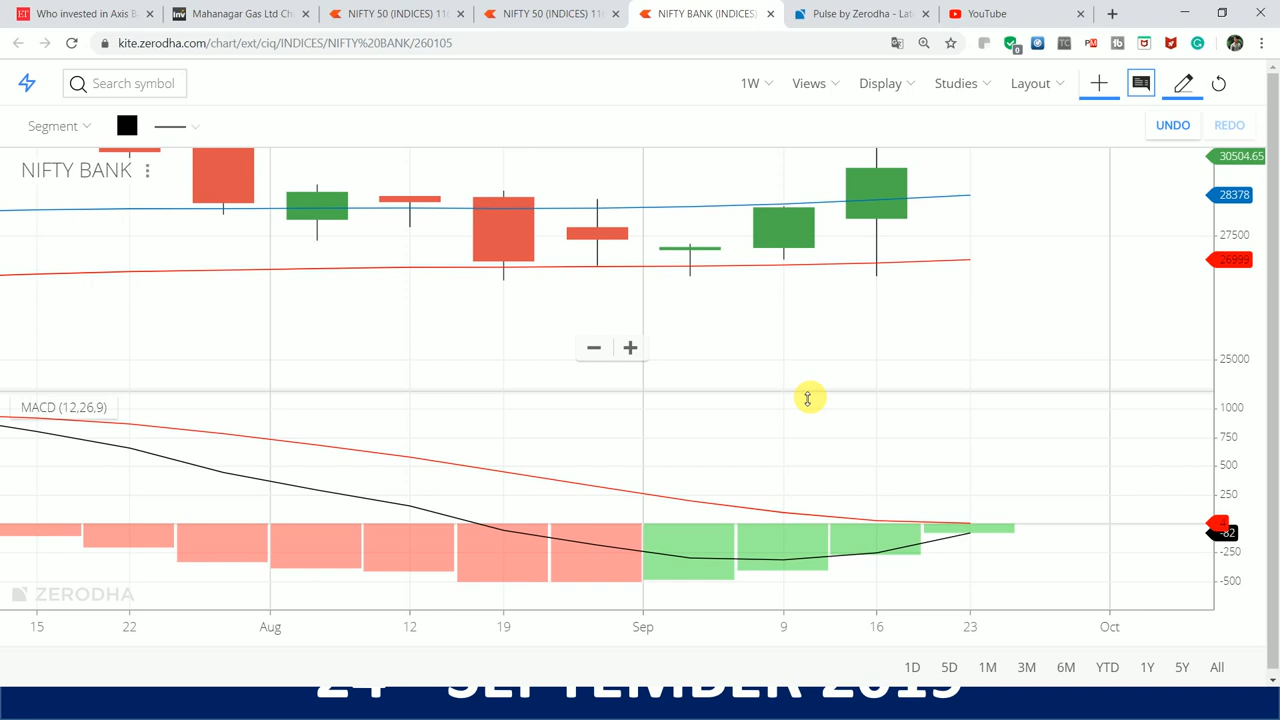 Who invested in Axis B
Mahanagar Gas Ltd Ch
NIFTY 50 (INDICES) 11
NIFTY 50 (INDICES) 11
NIFTY BANK (INDICES)
Pulse by Zerodha - Lat
YouTube
kite.zerodha.com/chart/ext/ciq/INDICES/NIFTY%20BANK/260105
Search symbol
1W Views Display Studies Layout
Segment
UNDO REDO
NIFTY BANK
30504.65
28378
27500
26999
25000
MACD (12,26,9)
1000
750
500
250
4
-82
-250
-500
ZERODHA
15 22 Aug 12 19 Sep 9 16 23 Oct
1D 5D 1M 3M 6M YTD 1Y 5Y All